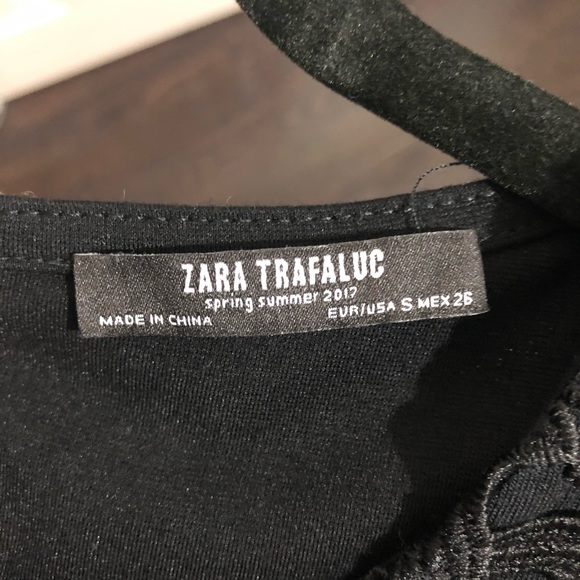 ZARA TRAFALUC
spring summer 2017
MADE IN CHINA
EUR/USA S MEX 26